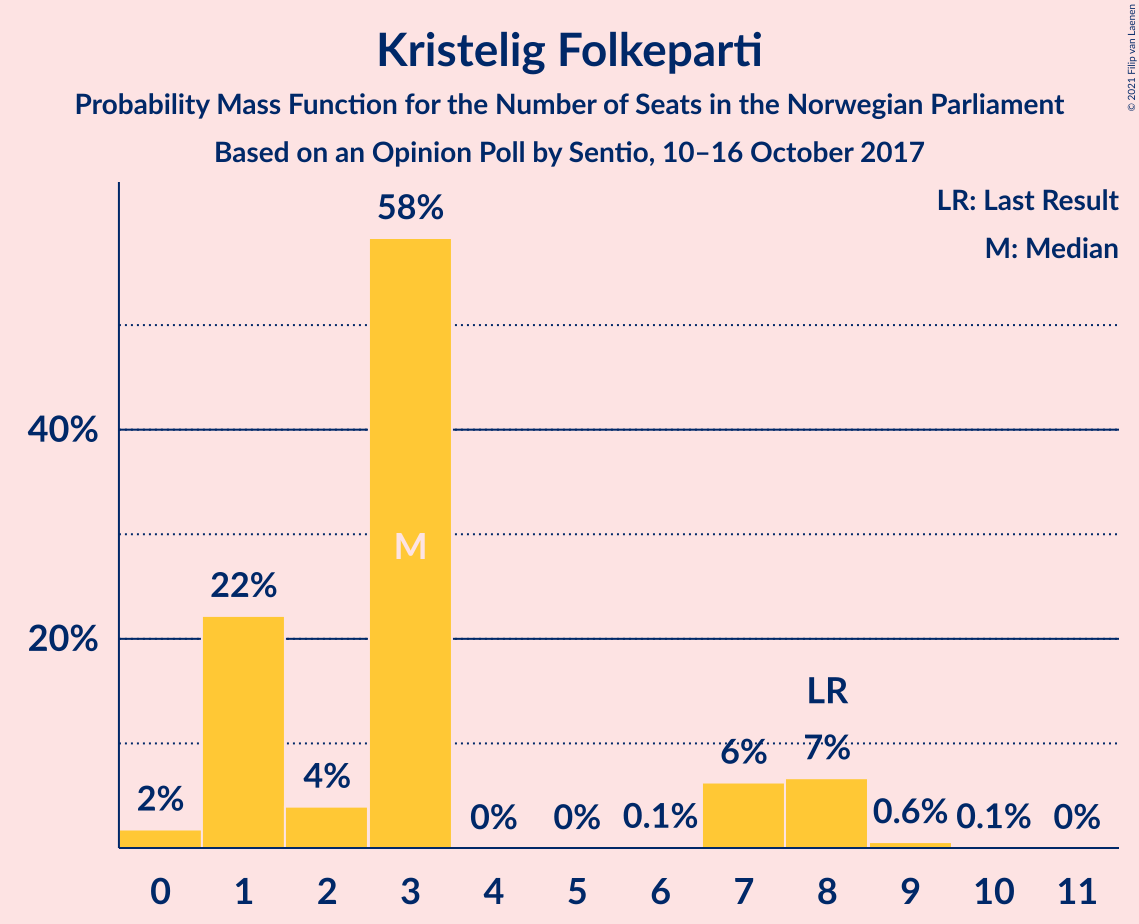 Kristelig Folkeparti
Probability Mass Function for the Number of Seats in the Norwegian Parliament
Based on an Opinion Poll by Sentio, 10–16 October 2017
© 2021 Filip van Laenen
LR: Last Result
M: Median
58%
40%
M
22%
20%
LR
2%
4%
0%
0%
0.1%
6%
7%
0.6%
0.1%
0%
0 1 2 3 4 5 6 7 8 9 10 11